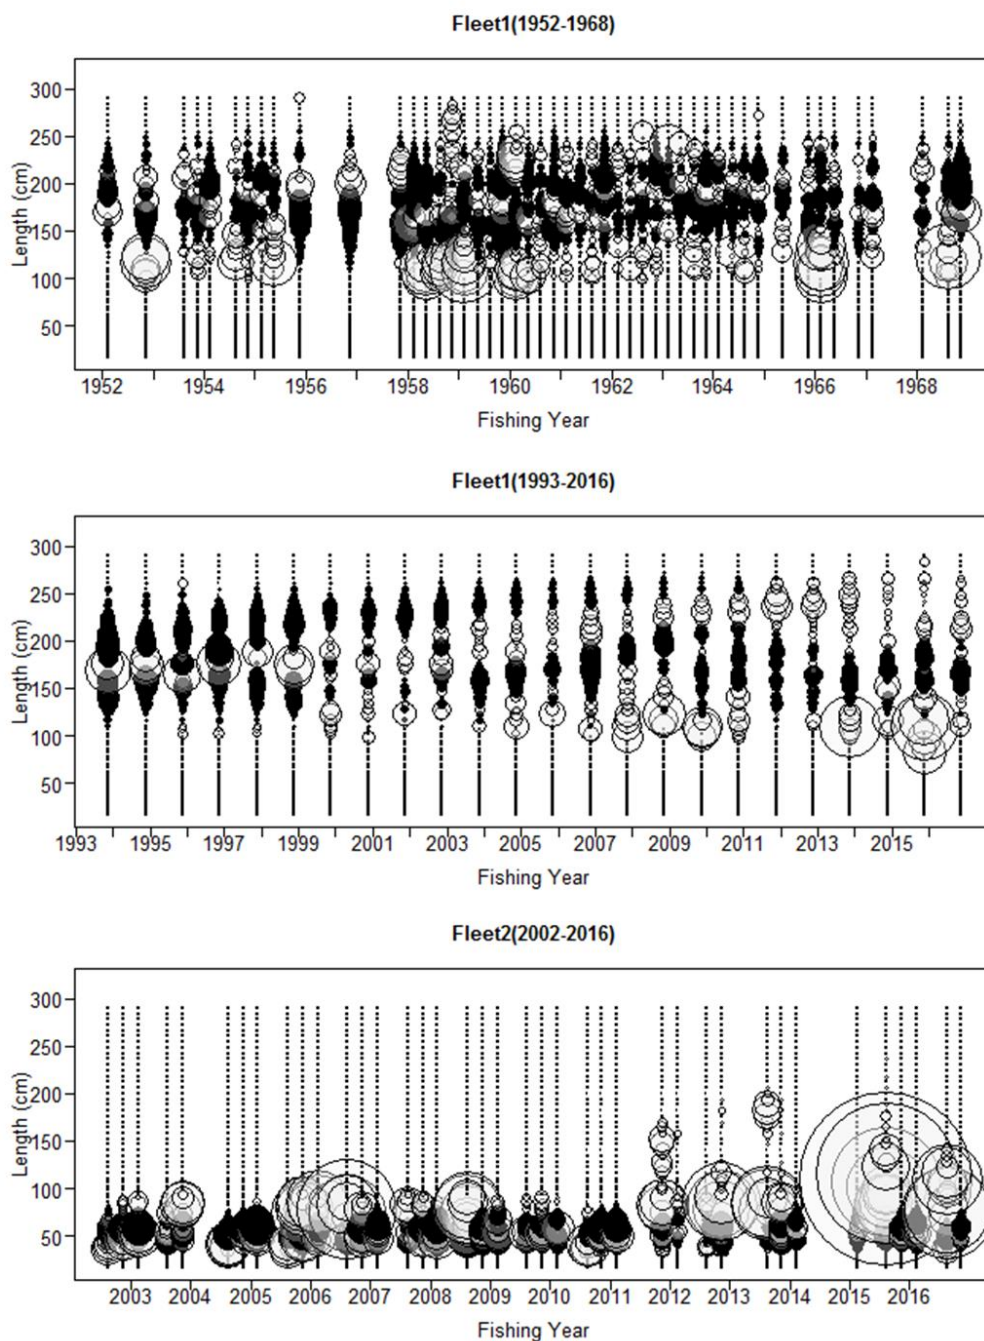 Fleet1(1952-1968)
300
250
200
150
100
50
Length (cm)
1952 1954 1956 1958 1960 1962 1964 1966 1968
Fishing Year
Fleet1(1993-2016)
300
250
200
150
100
50
Length (cm)
1993 1995 1997 1999 2001 2003 2005 2007 2009 2011 2013 2015
Fishing Year
Fleet2(2002-2016)
300
250
200
150
100
50
Length (cm)
2003 2004 2005 2006 2007 2008 2009 2010 2011 2012 2013 2014 2015 2016
Fishing Year